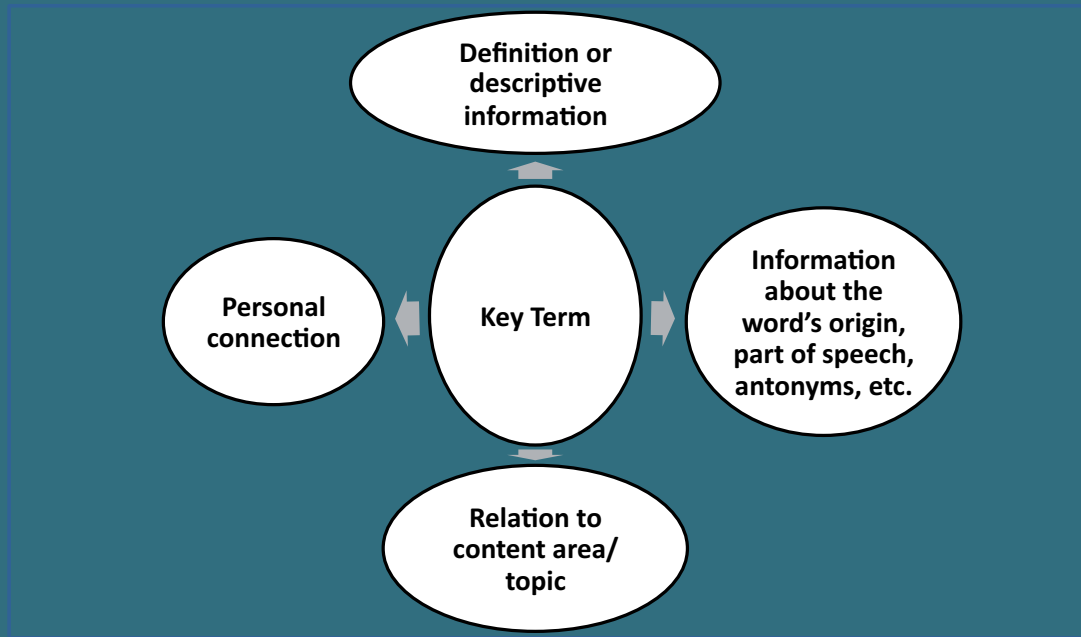 Definition or
descriptive
information
Personal
connection
Key Term
Information
about the
word’s origin,
part of speech,
antonyms, etc.
Relation to
content area/
topic